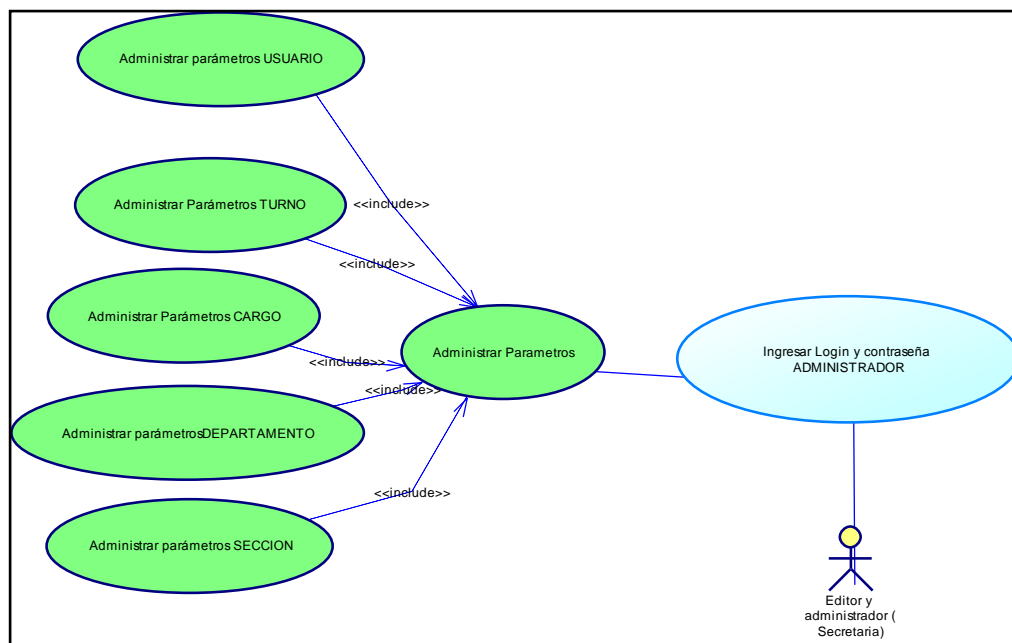 Administrar parámetros USUARIO
Administrar Parámetros TURNO
<<include>>
<<include>>
Administrar Parámetros CARGO
<<include>>
Administrar Parametros
Ingresar Login y contraseña
ADMINISTRADOR
<<include>>
Administrar parámetrosDEPARTAMENTO
<<include>>
Administrar parámetros SECCION
Editor y
administrador (
Secretaria)